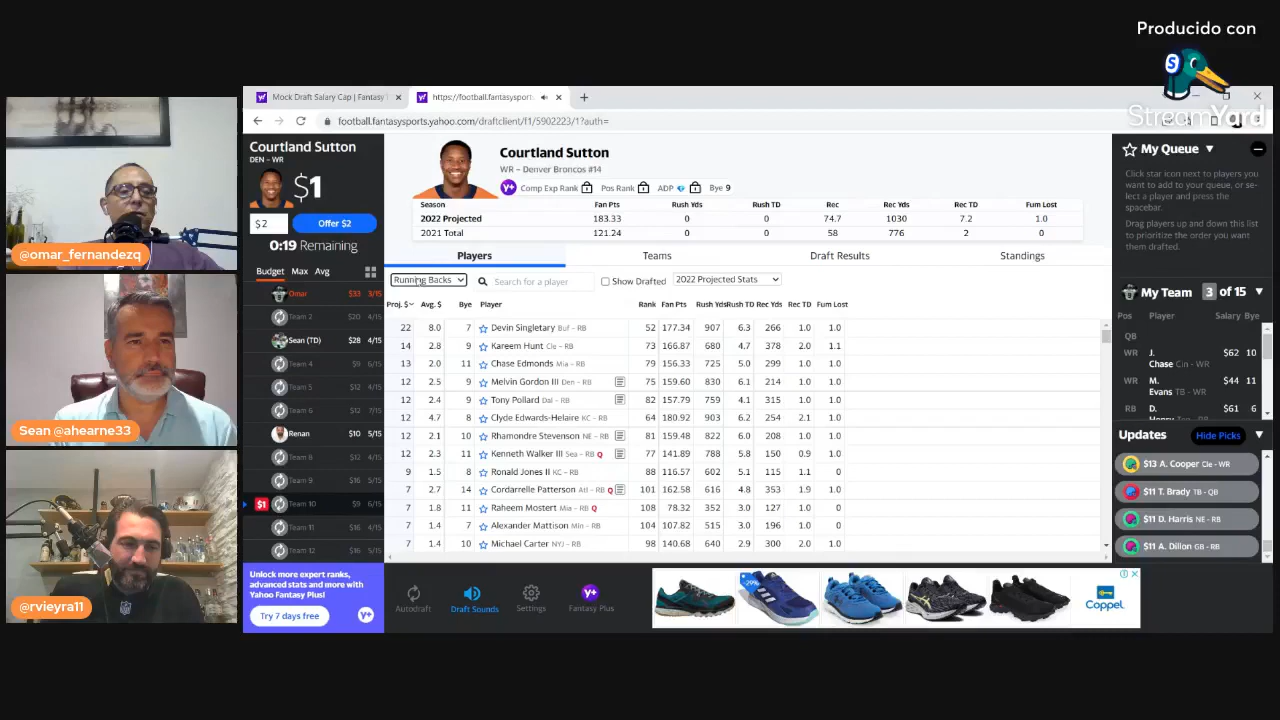 Producido con
StreamYard
@omar_fernandezq
Sean @ahearne33
@rvieyra11
Mock Draft Salary Cap | Fantasy
https://football.fantasysport
football.fantasysports.yahoo.com/draftclient/f1/5902223/1?auth=
Courtland Sutton
DEN – WR
$1
$2
Offer $2
0:19 Remaining
Budget Max Avg
Omar $33 3/15
Team 2 $20 4/15
Sean (TD) $28 4/15
Team 4 $9 6/15
Team 5 $12 4/15
Team 6 $12 7/15
Renan $10 5/15
Team 8 $12 4/15
Team 9 $16 5/15
$1 Team 10 $9 6/15
Team 11 $16 4/15
Team 12 $16 5/15
Unlock more expert ranks, advanced stats and more with Yahoo Fantasy Plus!
Try 7 days free
Y+
Courtland Sutton
WR – Denver Broncos #14
Y+ Comp Exp Rank Pos Rank ADP Bye 9
Season Fan Pts Rush Yds Rush TD Rec Rec Yds Rec TD Fum Lost
2022 Projected 183.33 0 0 74.7 1030 7.2 1.0
2021 Total 121.24 0 0 58 776 2 0
Players Teams Draft Results Standings
Running Backs Search for a player Show Drafted 2022 Projected Stats
Proj. $ Avg. $ Bye Player Rank Fan Pts Rush Yds Rush TD Rec Yds Rec TD Fum Lost
22 8.0 7 Devin Singletary Buf – RB 52 177.34 907 6.3 266 1.0 1.0
14 2.8 9 Kareem Hunt Cle – RB 73 166.87 680 4.7 378 2.0 1.1
13 2.0 11 Chase Edmonds Mia – RB 79 156.33 725 5.0 299 1.0 1.0
12 2.5 9 Melvin Gordon III Den – RB 75 159.60 830 6.1 214 1.0 1.0
12 2.4 9 Tony Pollard Dal – RB 82 157.79 759 4.1 315 1.0 1.0
12 4.7 8 Clyde Edwards-Helaire KC – RB 64 180.92 903 6.2 254 2.1 1.0
12 2.1 10 Rhamondre Stevenson NE – RB 81 159.48 822 6.0 208 1.0 1.0
12 2.3 11 Kenneth Walker III Sea – RB Q 77 141.89 788 5.8 150 0.9 1.0
9 1.5 8 Ronald Jones II KC – RB 88 116.57 602 5.1 115 1.1 0
7 2.7 14 Cordarrelle Patterson Atl – RB Q 101 162.58 616 4.8 353 1.9 1.0
7 1.8 11 Raheem Mostert Mia – RB Q 108 78.32 352 3.0 127 1.0 0
7 1.4 7 Alexander Mattison Min – RB 104 107.82 515 3.0 196 1.0 0
7 1.4 10 Michael Carter NYJ – RB 98 140.68 640 2.9 300 2.0 1.0
Autodraft
Draft Sounds
Settings
Fantasy Plus
-29%
Coppel
My Queue
Click star icon next to players you want to add to your queue, or select a player and press the spacebar.
Drag players up and down this list to prioritize the order you want them drafted.
My Team 3 of 15
Pos Player Salary Bye
QB
WR J. Chase Cin – WR $62 10
WR M. Evans TB – WR $44 11
RB D. $61 6
Updates Hide Picks
$13 A. Cooper Cle – WR
$11 T. Brady TB – QB
$11 D. Harris NE – RB
$11 A. Dillon GB – RB